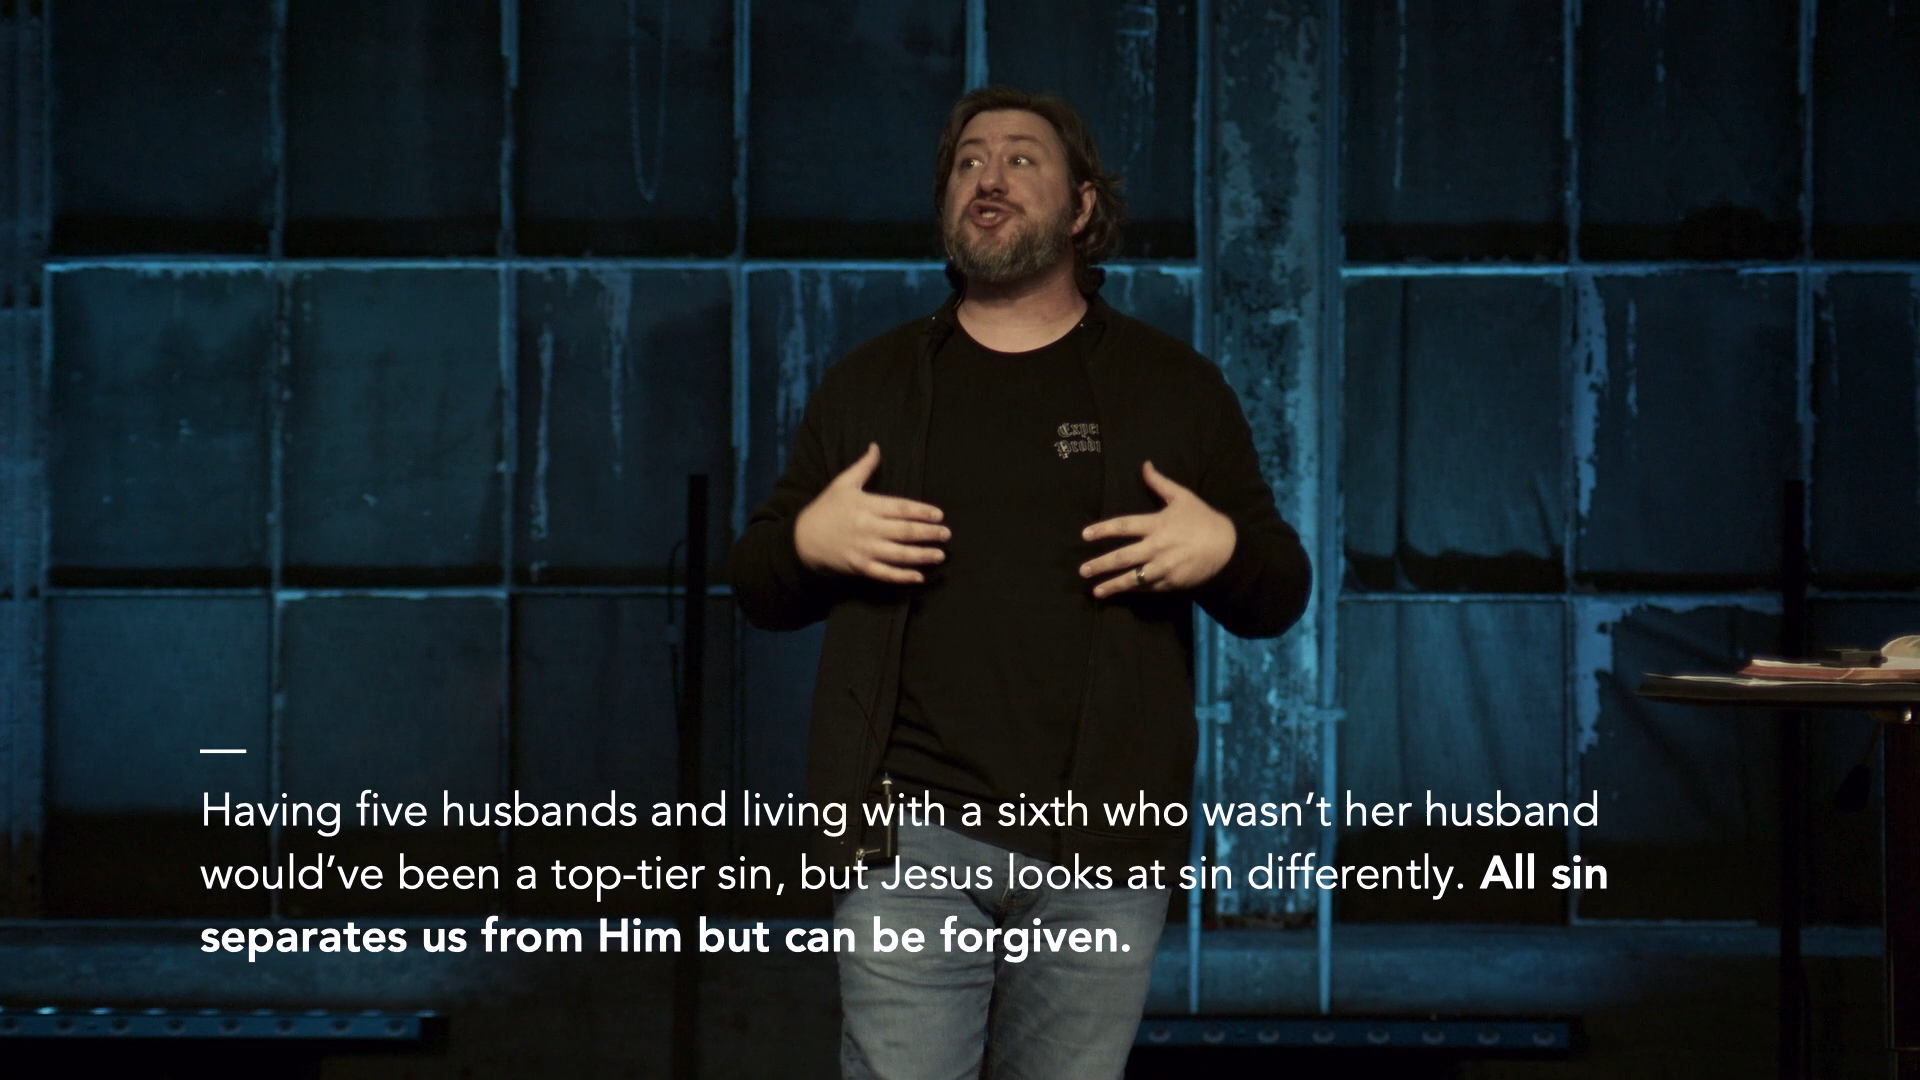 Having five husbands and living with a sixth who wasn't her husband
would've been a top-tier sin, but Jesus looks at sin differently. All sin
separates us from Him but can be forgiven.